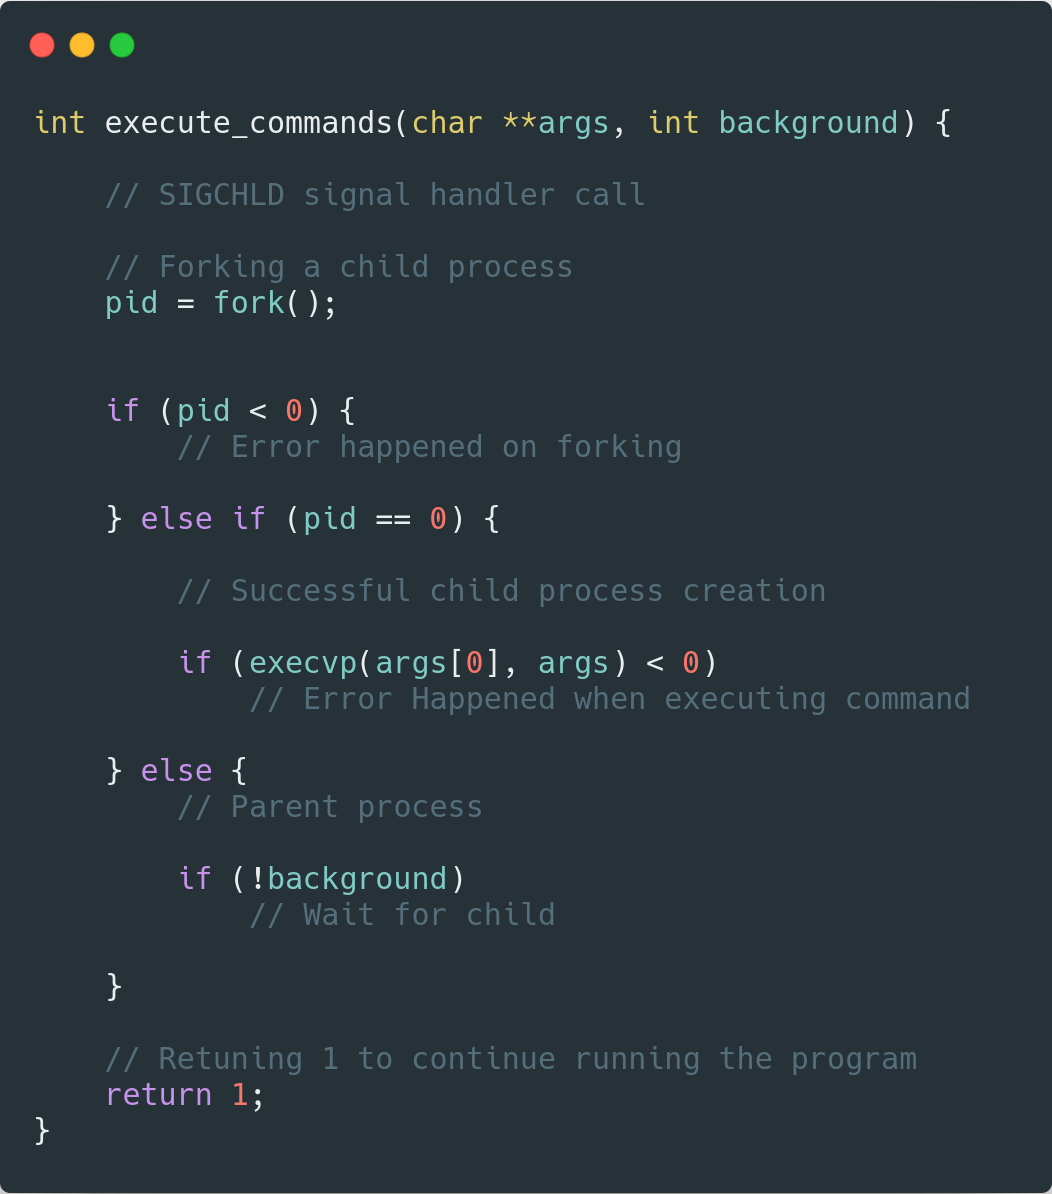 int execute_commands(char **args, int background) {
    // SIGCHLD signal handler call
    // Forking a child process
    pid = fork();
    if (pid < 0) {
        // Error happened on forking
    } else if (pid == 0) {
        // Successful child process creation
        if (execvp(args[0], args) < 0)
            // Error Happened when executing command
    } else {
        // Parent process
        if (!background)
            // Wait for child
    }
    // Retuning 1 to continue running the program
    return 1;
}